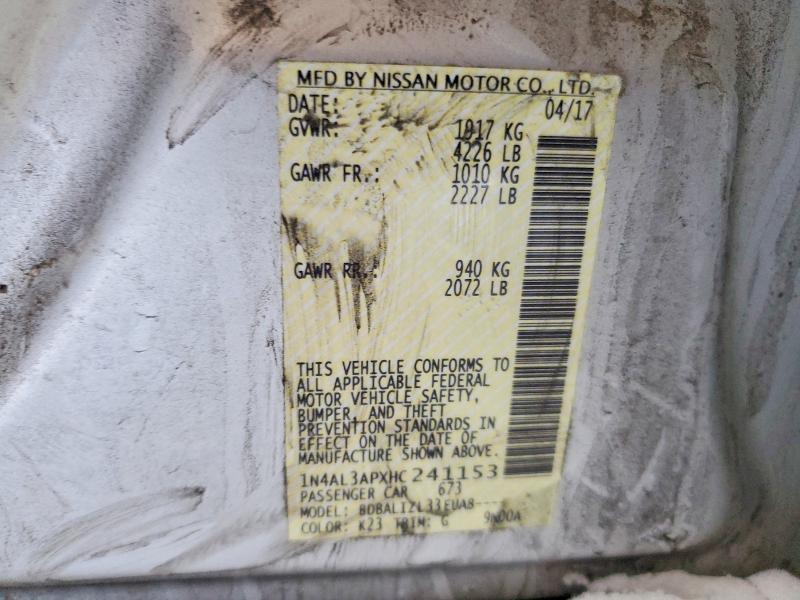 MFD BY NISSAN MOTOR CO., LTD.
DATE: 04/17
GVWR: 1917 KG
4226 LB
GAWR FR.: 1010 KG
2227 LB
GAWR RR.: 940 KG
2072 LB
THIS VEHICLE CONFORMS TO
ALL APPLICABLE FEDERAL
MOTOR VEHICLE SAFETY,
BUMPER, AND THEFT
PREVENTION STANDARDS IN
EFFECT ON THE DATE OF
MANUFACTURE SHOWN ABOVE.
1N4AL3APXHC241153
PASSENGER CAR 673
MODEL: BDBALIZL33EUA8----
COLOR: K23 TRIM: G 9N00A